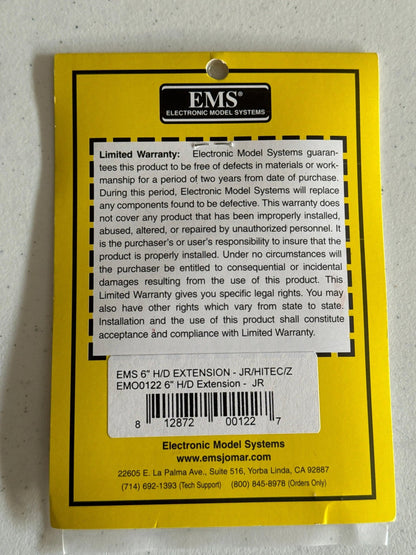 EMS®
ELECTRONIC MODEL SYSTEMS
Limited Warranty: Electronic Model Systems guaran-
tees this product to be free of defects in materials or work-
manship for a period of two years from date of purchase.
During this period, Electronic Model Systems will replace
any components found to be defective. This warranty does
not cover any product that has been improperly installed,
abused, altered, or repaired by unauthorized personnel. It
is the purchaser's or user's responsibility to insure that the
product is properly installed. Under no circumstances will
the purchaser be entitled to consequential or incidental
damages resulting from the use of this product. This
Limited Warranty gives you specific legal rights. You may
also have other rights which vary from state to state.
Installation and the use of this product shall constitute
acceptance and compliance with Limited Warranty.
EMS 6" H/D EXTENSION - JR/HITEC/Z
EMO0122 6" H/D Extension - JR
8 12872 00122 7
Electronic Model Systems
www.emsjomar.com
22605 E. La Palma Ave., Suite 516, Yorba Linda, CA 92887
(714) 692-1393 (Tech Support) (800) 845-8978 (Orders Only)